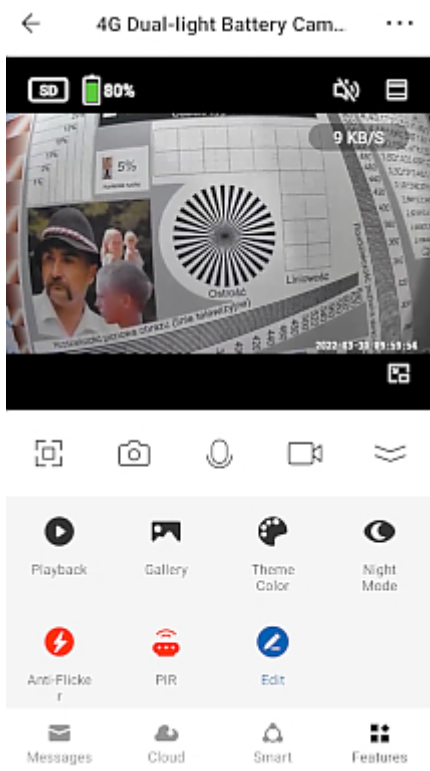 4G Dual-light Battery Cam...
SD 80%
9 KB/S
5%
Ostrość
Liniowość
2022-03-30 09:59:54
Playback Gallery Theme Color Night Mode
Anti-Flicke
r
PIR Edit
Messages Cloud Smart Features